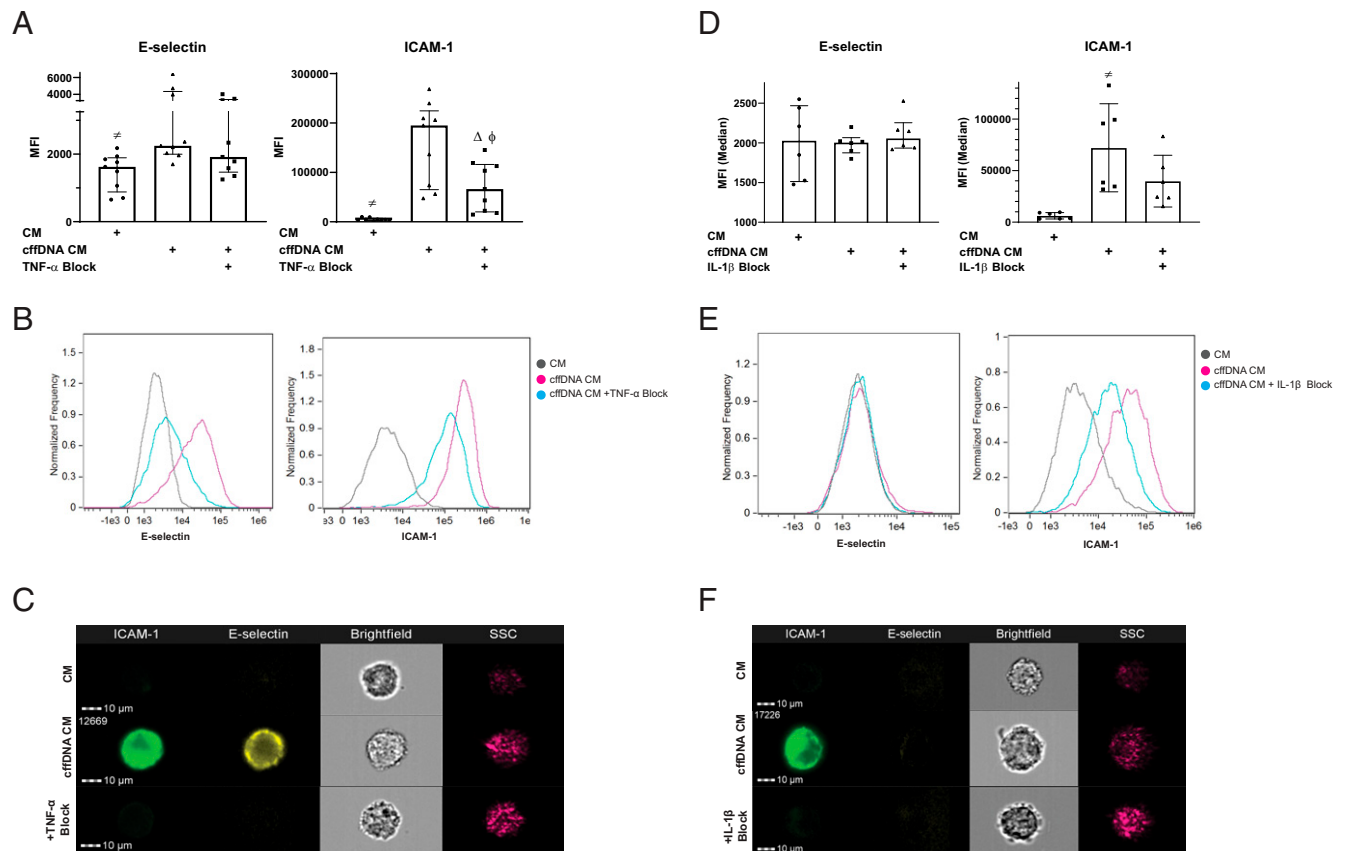 A
E-selectin
MFI
6000
4000
2000
0
≠
CM +
cffDNA CM + +
TNF-α Block +
ICAM-1
MFI
300000
200000
100000
0
≠
Δ ϕ
CM +
cffDNA CM + +
TNF-α Block +
D
E-selectin
MFI (Median)
2500
2000
1500
1000
CM +
cffDNA CM + +
IL-1β Block +
ICAM-1
MFI (Median)
100000
50000
0
≠
CM
cffDNA CM + +
IL-1β Block +
B
Normalized Frequency
1.5
1.2
0.9
0.6
0.3
0
-1e3 0 1e3 1e4 1e5 1e6
E-selectin
Normalized Frequency
1.8
1.5
1.2
0.9
0.6
0.3
0
e3 0 1e3 1e4 1e5 1e6 1e
ICAM-1
CM
cffDNA CM
cffDNA CM +TNF-α Block
E
Normalized Frequency
1.2
0.9
0.6
0.3
0
-1e3 0 1e3 1e4 1e5
E-selectin
Normalized Frequency
1
0.8
0.6
0.4
0.2
0
-1e3 0 1e3 1e4 1e5 1e6
ICAM-1
CM
cffDNA CM
cffDNA CM + IL-1β Block
C
ICAM-1 E-selectin Brightfield SSC
CM
10 µm
cffDNA CM
12669
10 µm
+TNF-α
Block
10 µm
F
ICAM-1 E-selectin Brightfield SSC
CM
10 µm
cffDNA CM
17226
10 µm
+IL-1β
Block
10 µm